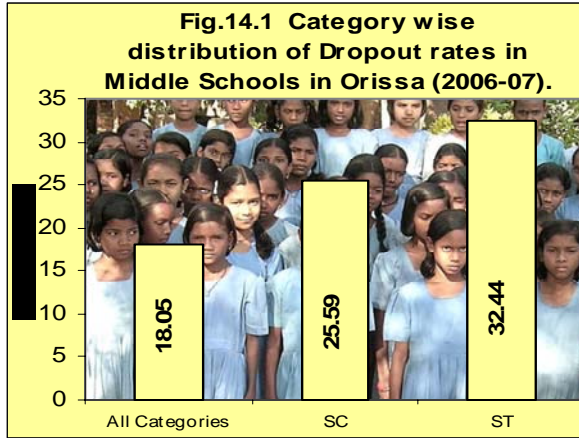 Fig.14.1 Category wise
distribution of Dropout rates in
Middle Schools in Orissa (2006-07).
35
30
25
20
15
10
5
0
18.05
25.59
32.44
All Categories SC ST